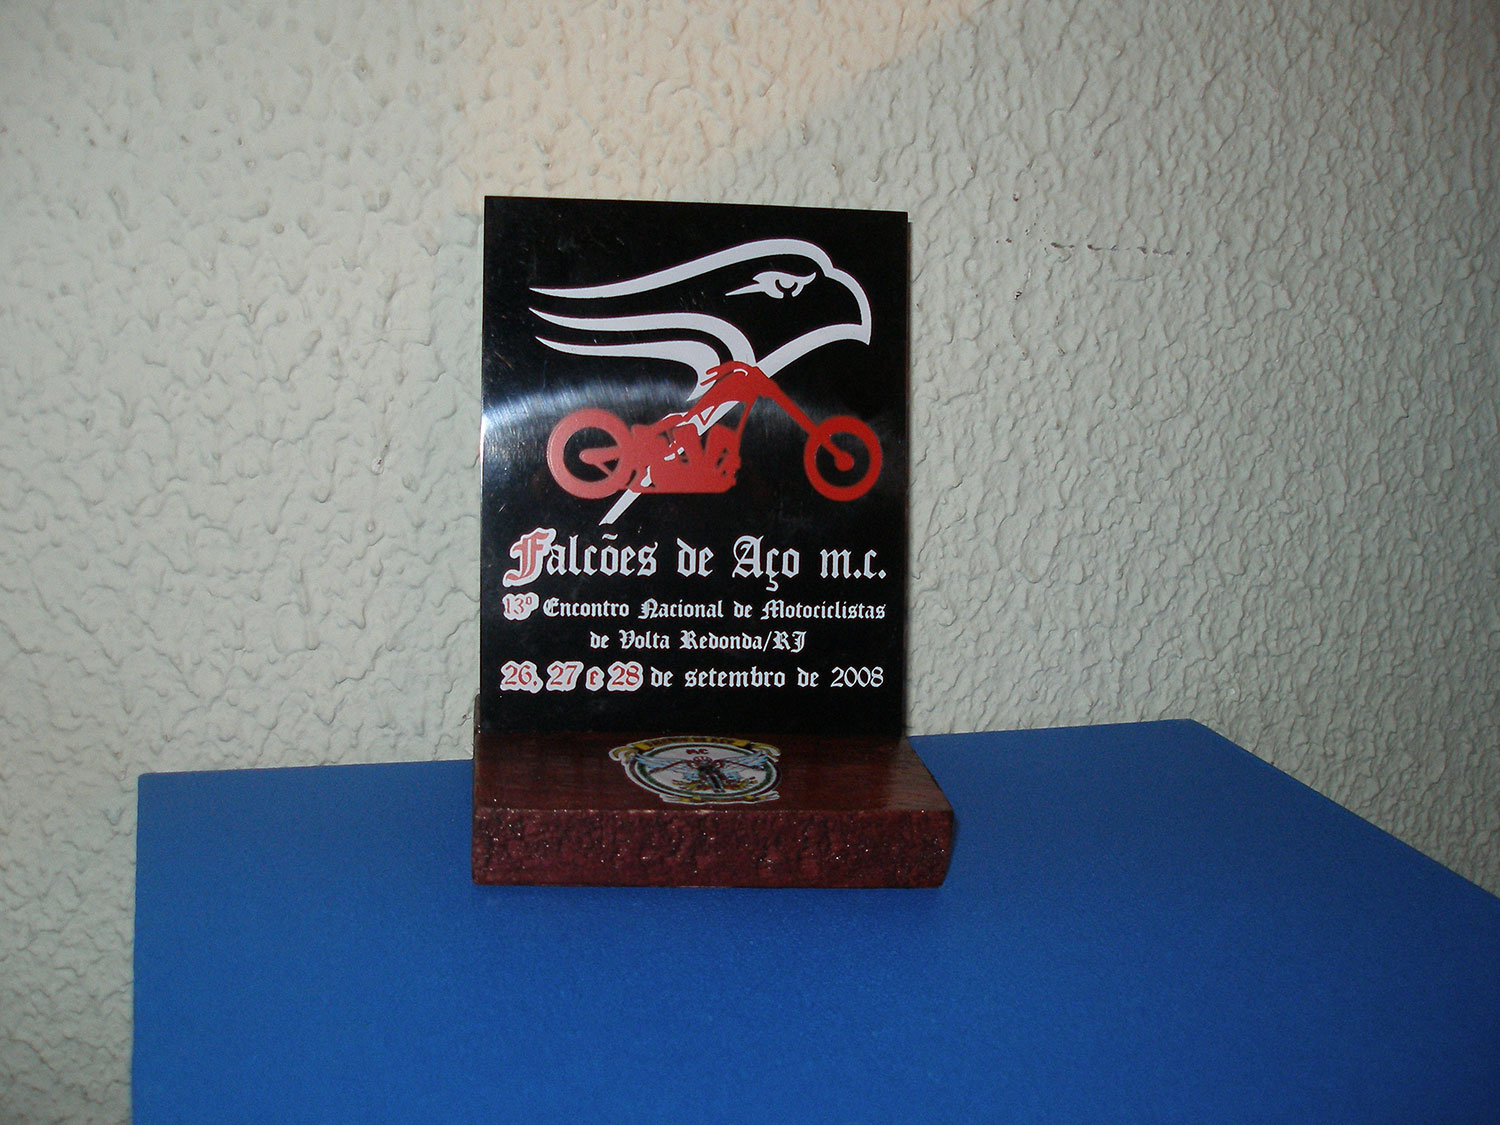 Falcões de Aço m.c.
13º Encontro Nacional de Motociclistas
de Volta Redonda/RJ
26, 27 e 28 de setembro de 2008